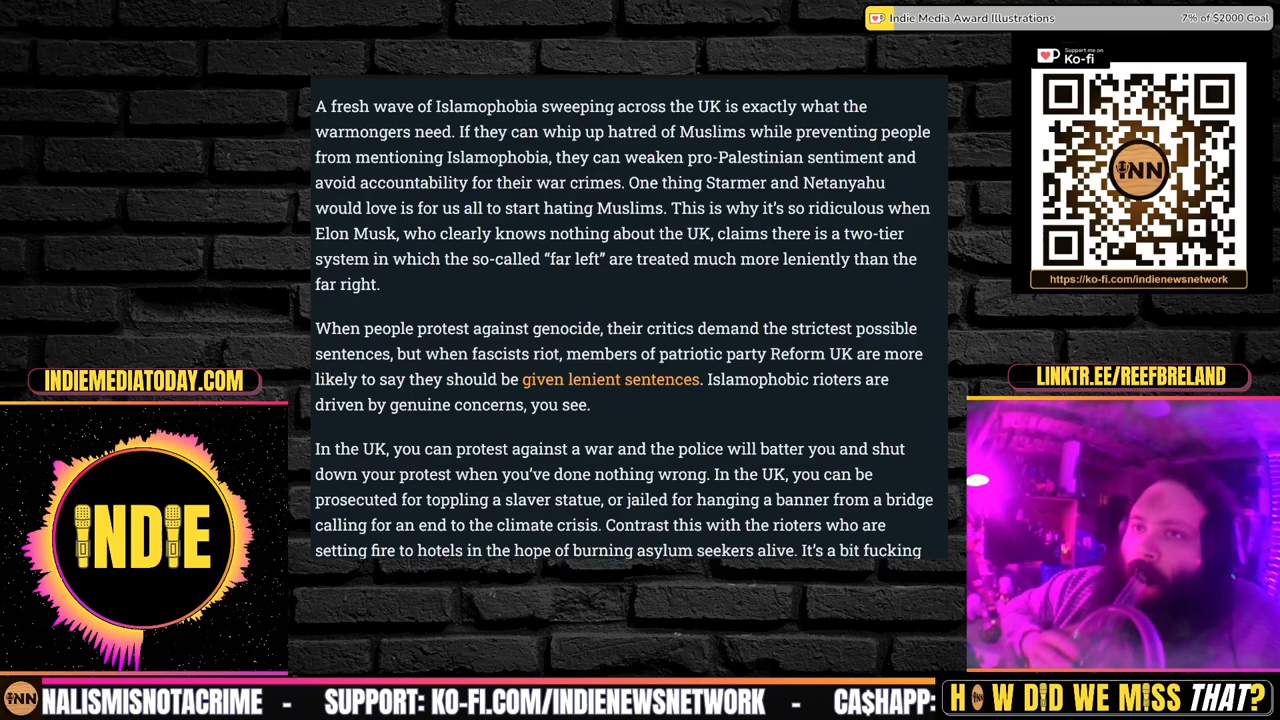 Indie Media Award Illustrations
7% of $2000 Goal
Support me on
Ko-fi
iNN
https://ko-fi.com/indienewsnetwork
A fresh wave of Islamophobia sweeping across the UK is exactly what the
warmongers need. If they can whip up hatred of Muslims while preventing people
from mentioning Islamophobia, they can weaken pro-Palestinian sentiment and
avoid accountability for their war crimes. One thing Starmer and Netanyahu
would love is for us all to start hating Muslims. This is why it’s so ridiculous when
Elon Musk, who clearly knows nothing about the UK, claims there is a two-tier
system in which the so-called “far left” are treated much more leniently than the
far right.
When people protest against genocide, their critics demand the strictest possible
sentences, but when fascists riot, members of patriotic party Reform UK are more
likely to say they should be given lenient sentences. Islamophobic rioters are
driven by genuine concerns, you see.
In the UK, you can protest against a war and the police will batter you and shut
down your protest when you’ve done nothing wrong. In the UK, you can be
prosecuted for toppling a slaver statue, or jailed for hanging a banner from a bridge
calling for an end to the climate crisis. Contrast this with the rioters who are
setting fire to hotels in the hope of burning asylum seekers alive. It’s a bit fucking
INDIEMEDIATODAY.COM
INDIE
LINKTR.EE/REEFBRELAND
iNN
NALISMISNOTACRIME - SUPPORT: KO-FI.COM/INDIENEWSNETWORK - CA$HAPP:
HOW DID WE MISS THAT?